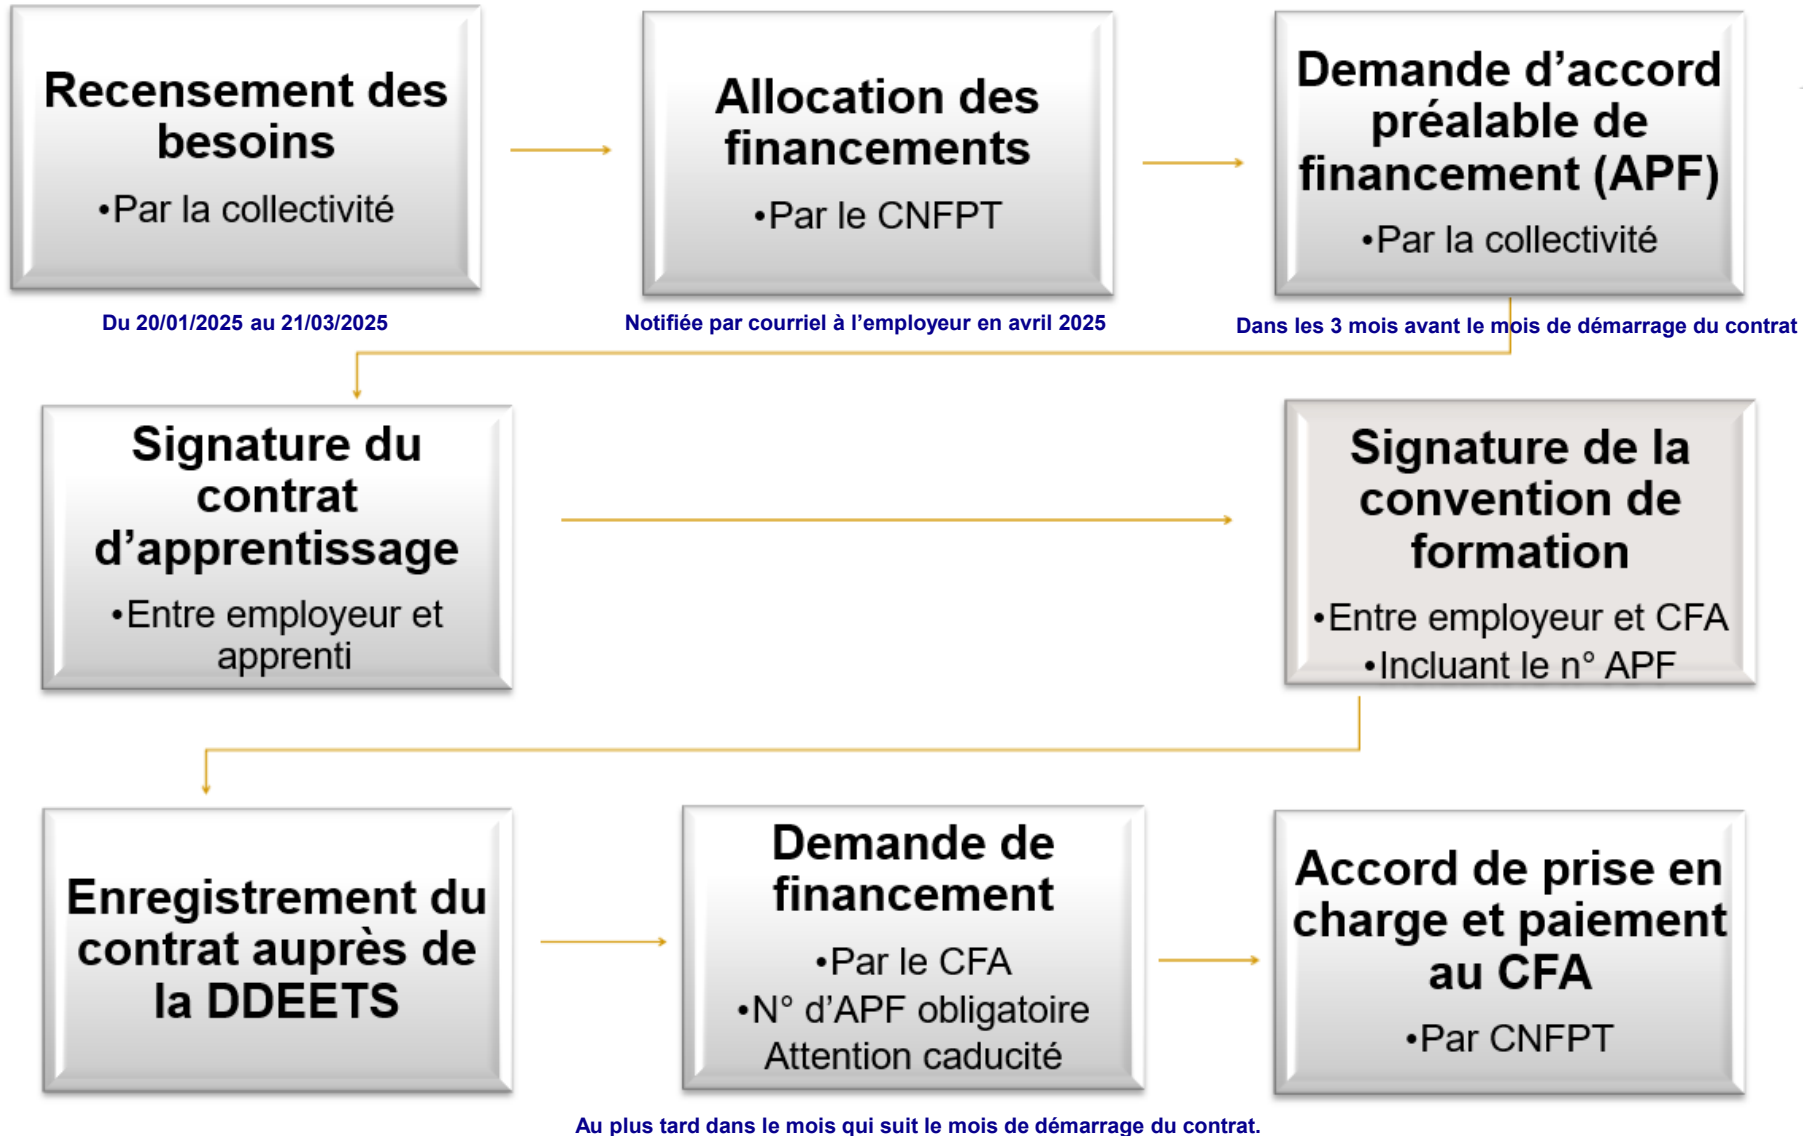 Recensement des
besoins
•Par la collectivité
Du 20/01/2025 au 21/03/2025
Allocation des
financements
•Par le CNFPT
Notifiée par courriel à l’employeur en avril 2025
Demande d’accord
préalable de
financement (APF)
•Par la collectivité
Dans les 3 mois avant le mois de démarrage du contrat
Signature du
contrat
d’apprentissage
•Entre employeur et
apprenti
Signature de la
convention de
formation
•Entre employeur et CFA
•Incluant le n° APF
Enregistrement du
contrat auprès de
la DDEETS
Demande de
financement
•Par le CFA
•N° d’APF obligatoire
Attention caducité
Au plus tard dans le mois qui suit le mois de démarrage du contrat.
Accord de prise en
charge et paiement
au CFA
•Par CNFPT